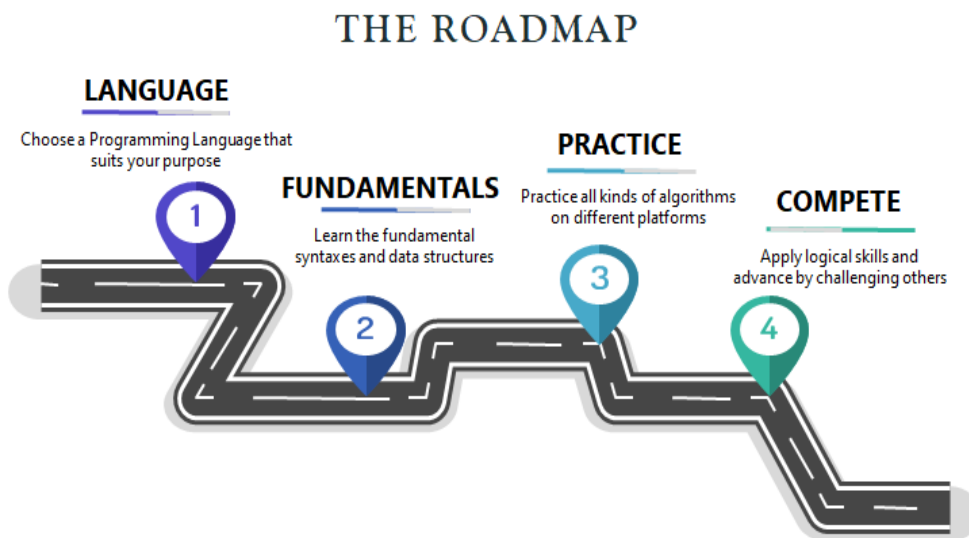 THE ROADMAP
LANGUAGE
Choose a Programming Language that
suits your purpose
1
FUNDAMENTALS
Learn the fundamental
syntaxes and data structures
2
PRACTICE
Practice all kinds of algorithms
on different platforms
3
COMPETE
Apply logical skills and
advance by challenging others
4